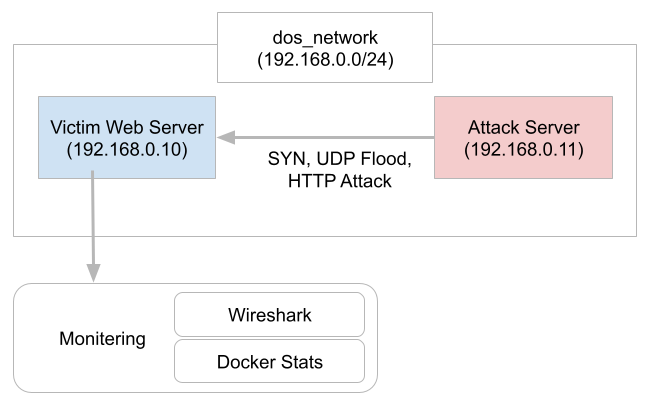 dos_network
(192.168.0.0/24)
Victim Web Server
(192.168.0.10)
Attack Server
(192.168.0.11)
SYN, UDP Flood,
HTTP Attack
Monitering
Wireshark
Docker Stats